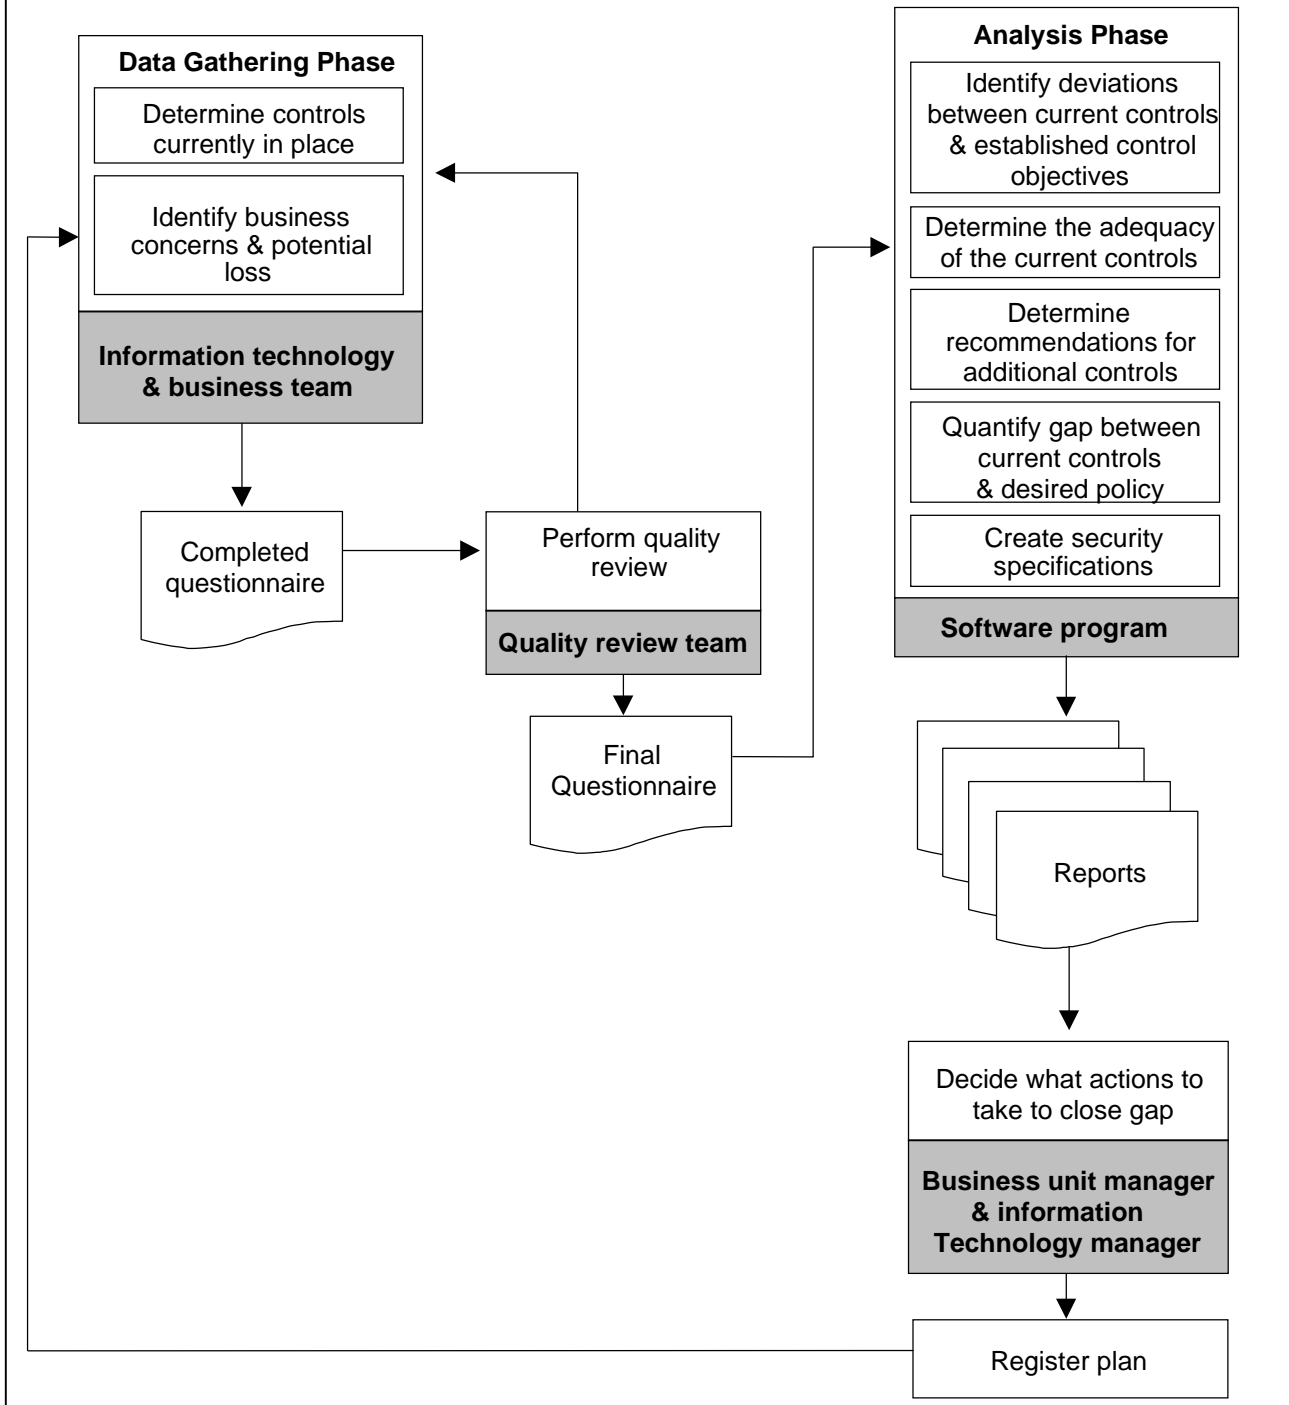 Data Gathering Phase
Determine controls
currently in place
Identify business
concerns & potential
loss
Information technology
& business team
Completed
questionnaire
Perform quality
review
Quality review team
Final
Questionnaire
Analysis Phase
Identify deviations
between current controls
& established control
objectives
Determine the adequacy
of the current controls
Determine
recommendations for
additional controls
Quantify gap between
current controls
& desired policy
Create security
specifications
Software program
Reports
Decide what actions to
take to close gap
Business unit manager
& information
Technology manager
Register plan